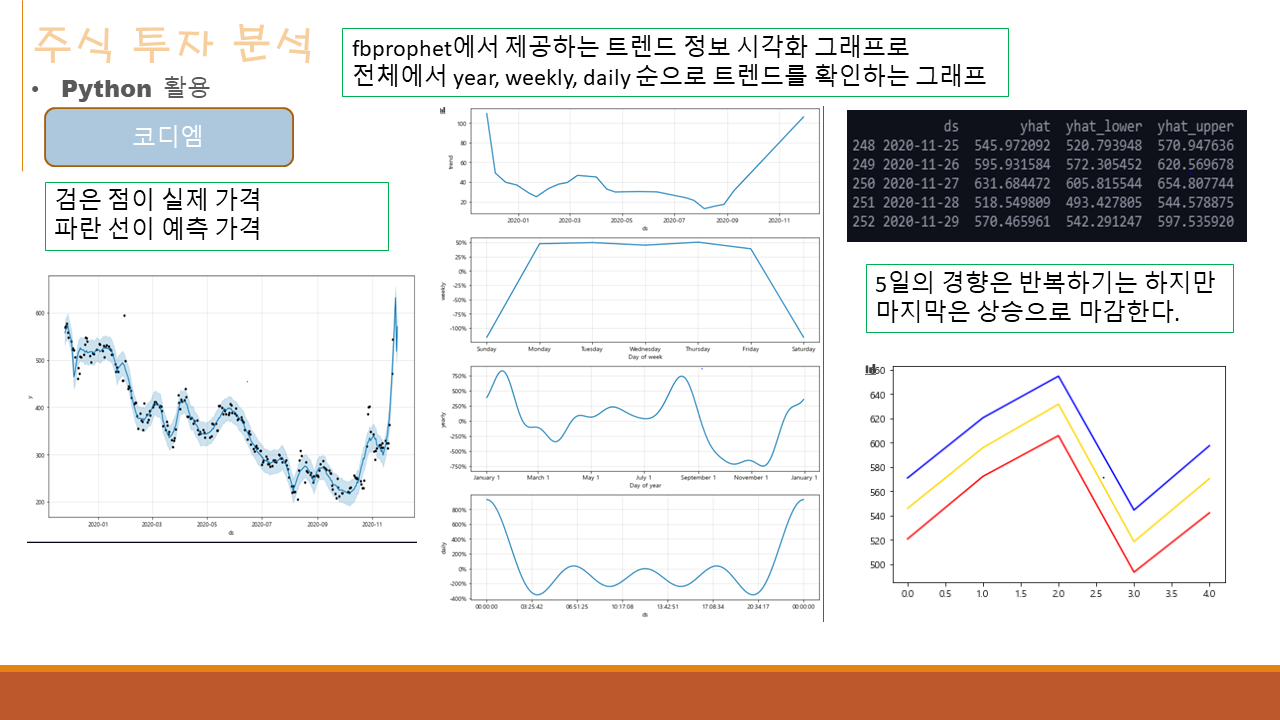 주식 투자 분석
• Python 활용
코디엠
fbprophet에서 제공하는 트렌드 정보 시각화 그래프로
전체에서 year, weekly, daily 순으로 트렌드를 확인하는 그래프
검은 점이 실제 가격
파란 선이 예측 가격
600
500
400
300
200
y
2020-01 2020-03 2020-05 2020-07 2020-09 2020-11
ds
100
80
60
40
20
trend
2020-01 2020-03 2020-05 2020-07 2020-09 2020-11
ds
50%
25%
0%
-25%
-50%
-75%
-100%
weekly
Sunday Monday Tuesday Wednesday Thursday Friday Saturday
Day of week
750%
500%
250%
0%
-250%
-500%
-750%
yearly
January 1 March 1 May 1 July 1 September 1 November 1 January 1
Day of year
800%
600%
400%
200%
0%
-200%
-400%
daily
00:00:00 03:25:42 06:51:25 10:17:08 13:42:51 17:08:34 20:34:17 00:00:00
ds
ds yhat yhat_lower yhat_upper
248 2020-11-25 545.972092 520.793948 570.947636
249 2020-11-26 595.931584 572.305452 620.569678
250 2020-11-27 631.684472 605.815544 654.807744
251 2020-11-28 518.549809 493.427805 544.578875
252 2020-11-29 570.465961 542.291247 597.535920
5일의 경향은 반복하기는 하지만
마지막은 상승으로 마감한다.
660
640
620
600
580
560
540
520
500
0.0 0.5 1.0 1.5 2.0 2.5 3.0 3.5 4.0